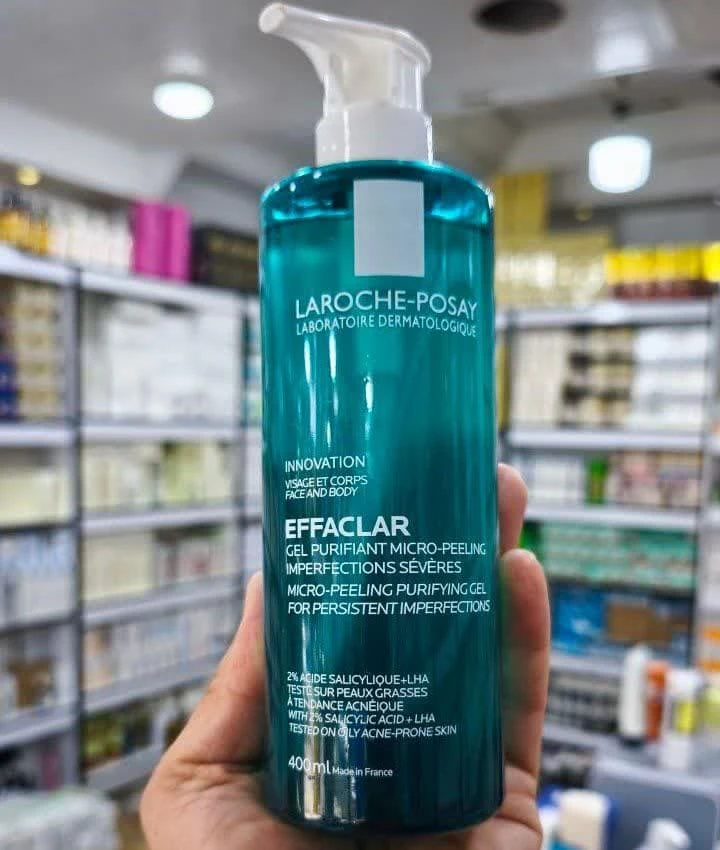 LAROCHE-POSAY
LABORATOIRE DERMATOLOGIQUE
INNOVATION
VISAGE ET CORPS
FACE AND BODY
EFFACLAR
GEL PURIFIANT MICRO-PEELING
IMPERFECTIONS SÉVÈRES
MICRO-PEELING PURIFYING GEL
FOR PERSISTENT IMPERFECTIONS
2% ACIDE SALICYLIQUE+LHA
TESTÉ SUR PEAUX GRASSES
À TENDANCE ACNÉIQUE
WITH 2% SALICYLIC ACID + LHA
TESTED ON OILY ACNE-PRONE SKIN
400 ml Made in France